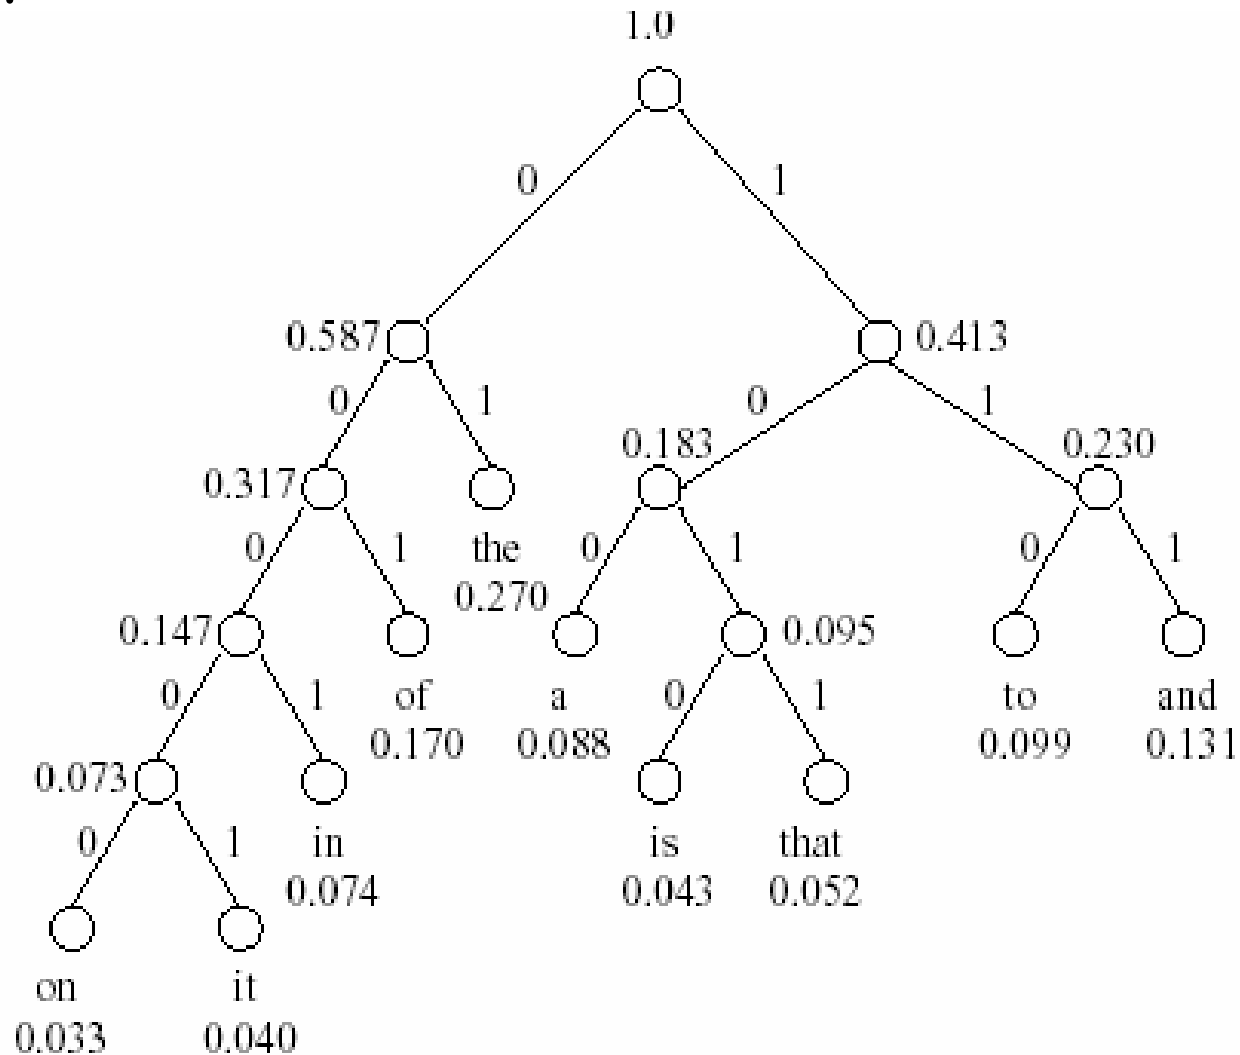 1.0
0 1
0.587 0.413
0 1 0 1
0.183 0.230
0.317
0 1 the 0 1 0 1
0.270
0.147 0.095
0 1 of a 0 1 to and
0.170 0.088 0.099 0.131
0.073
0 1 in is that
0.074 0.043 0.052
on it
0.033 0.040